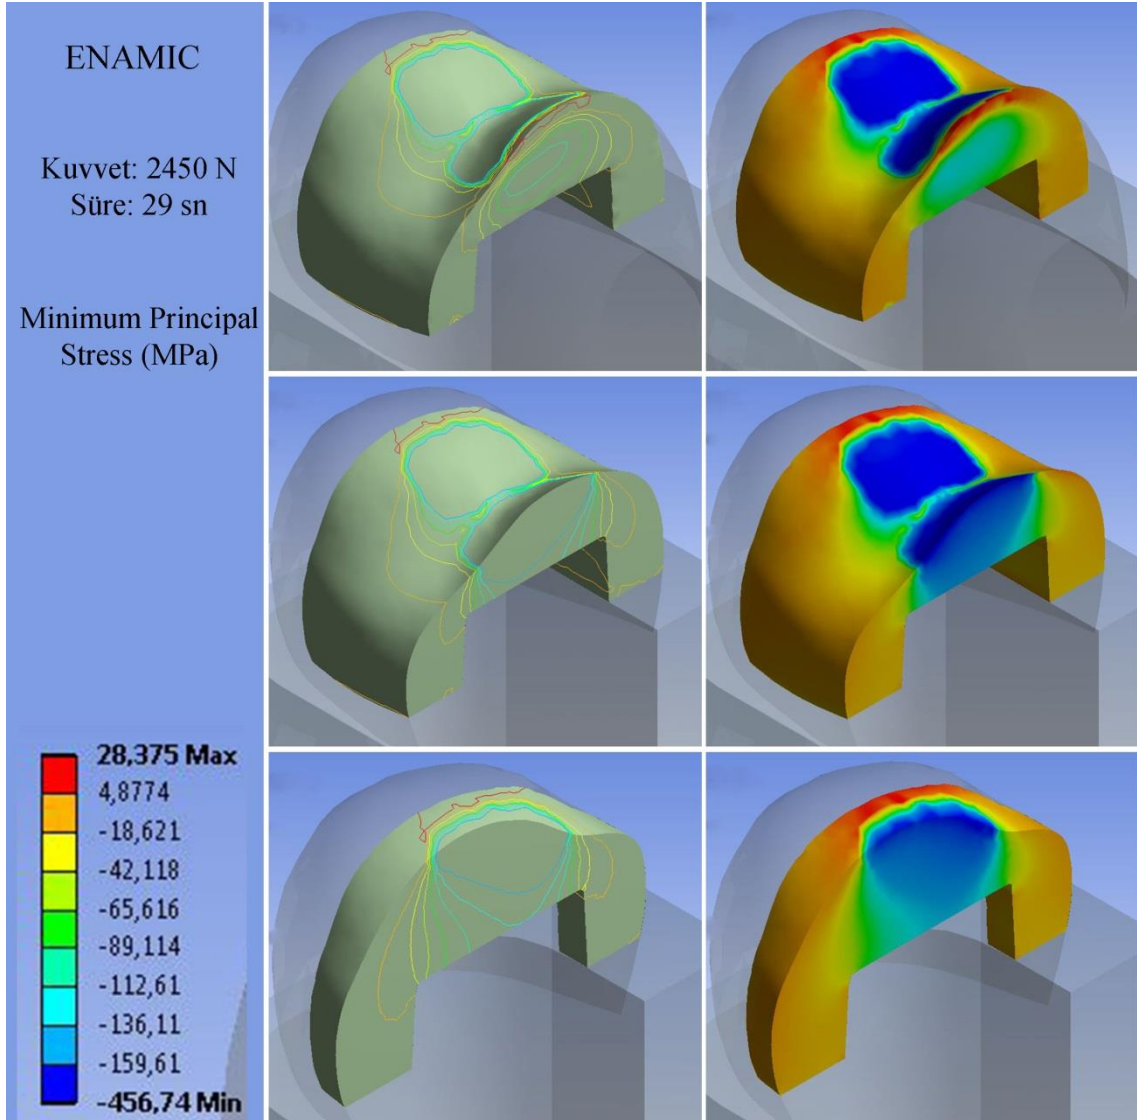 ENAMIC
Kuvvet: 2450 N
Süre: 29 sn
Minimum Principal
Stress (MPa)
28,375 Max
4,8774
-18,621
-42,118
-65,616
-89,114
-112,61
-136,11
-159,61
-456,74 Min